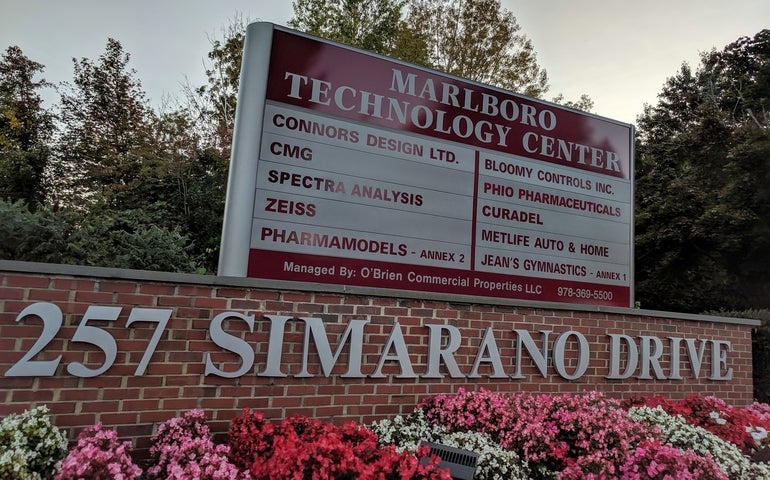 MARLBORO
TECHNOLOGY CENTER
CONNORS DESIGN LTD.
CMG
SPECTRA ANALYSIS
ZEISS
PHARMAMODELS - ANNEX 2
BLOOMY CONTROLS INC.
PHIO PHARMACEUTICALS
CURADEL
METLIFE AUTO & HOME
JEAN'S GYMNASTICS - ANNEX 1
Managed By: O'Brien Commercial Properties LLC 978-369-5500
257 SIMARANO DRIVE